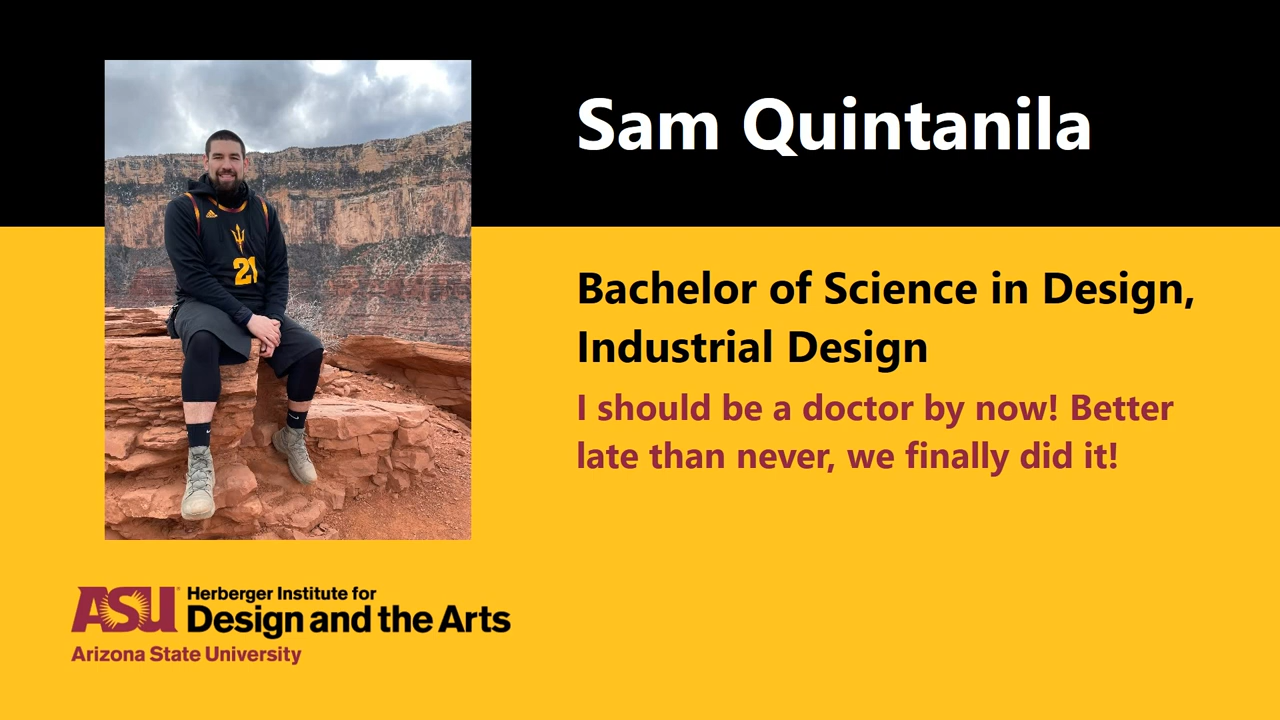 Sam Quintanila
Bachelor of Science in Design,
Industrial Design
I should be a doctor by now! Better
late than never, we finally did it!
21
ASU Herberger Institute for
Design and the Arts
Arizona State University